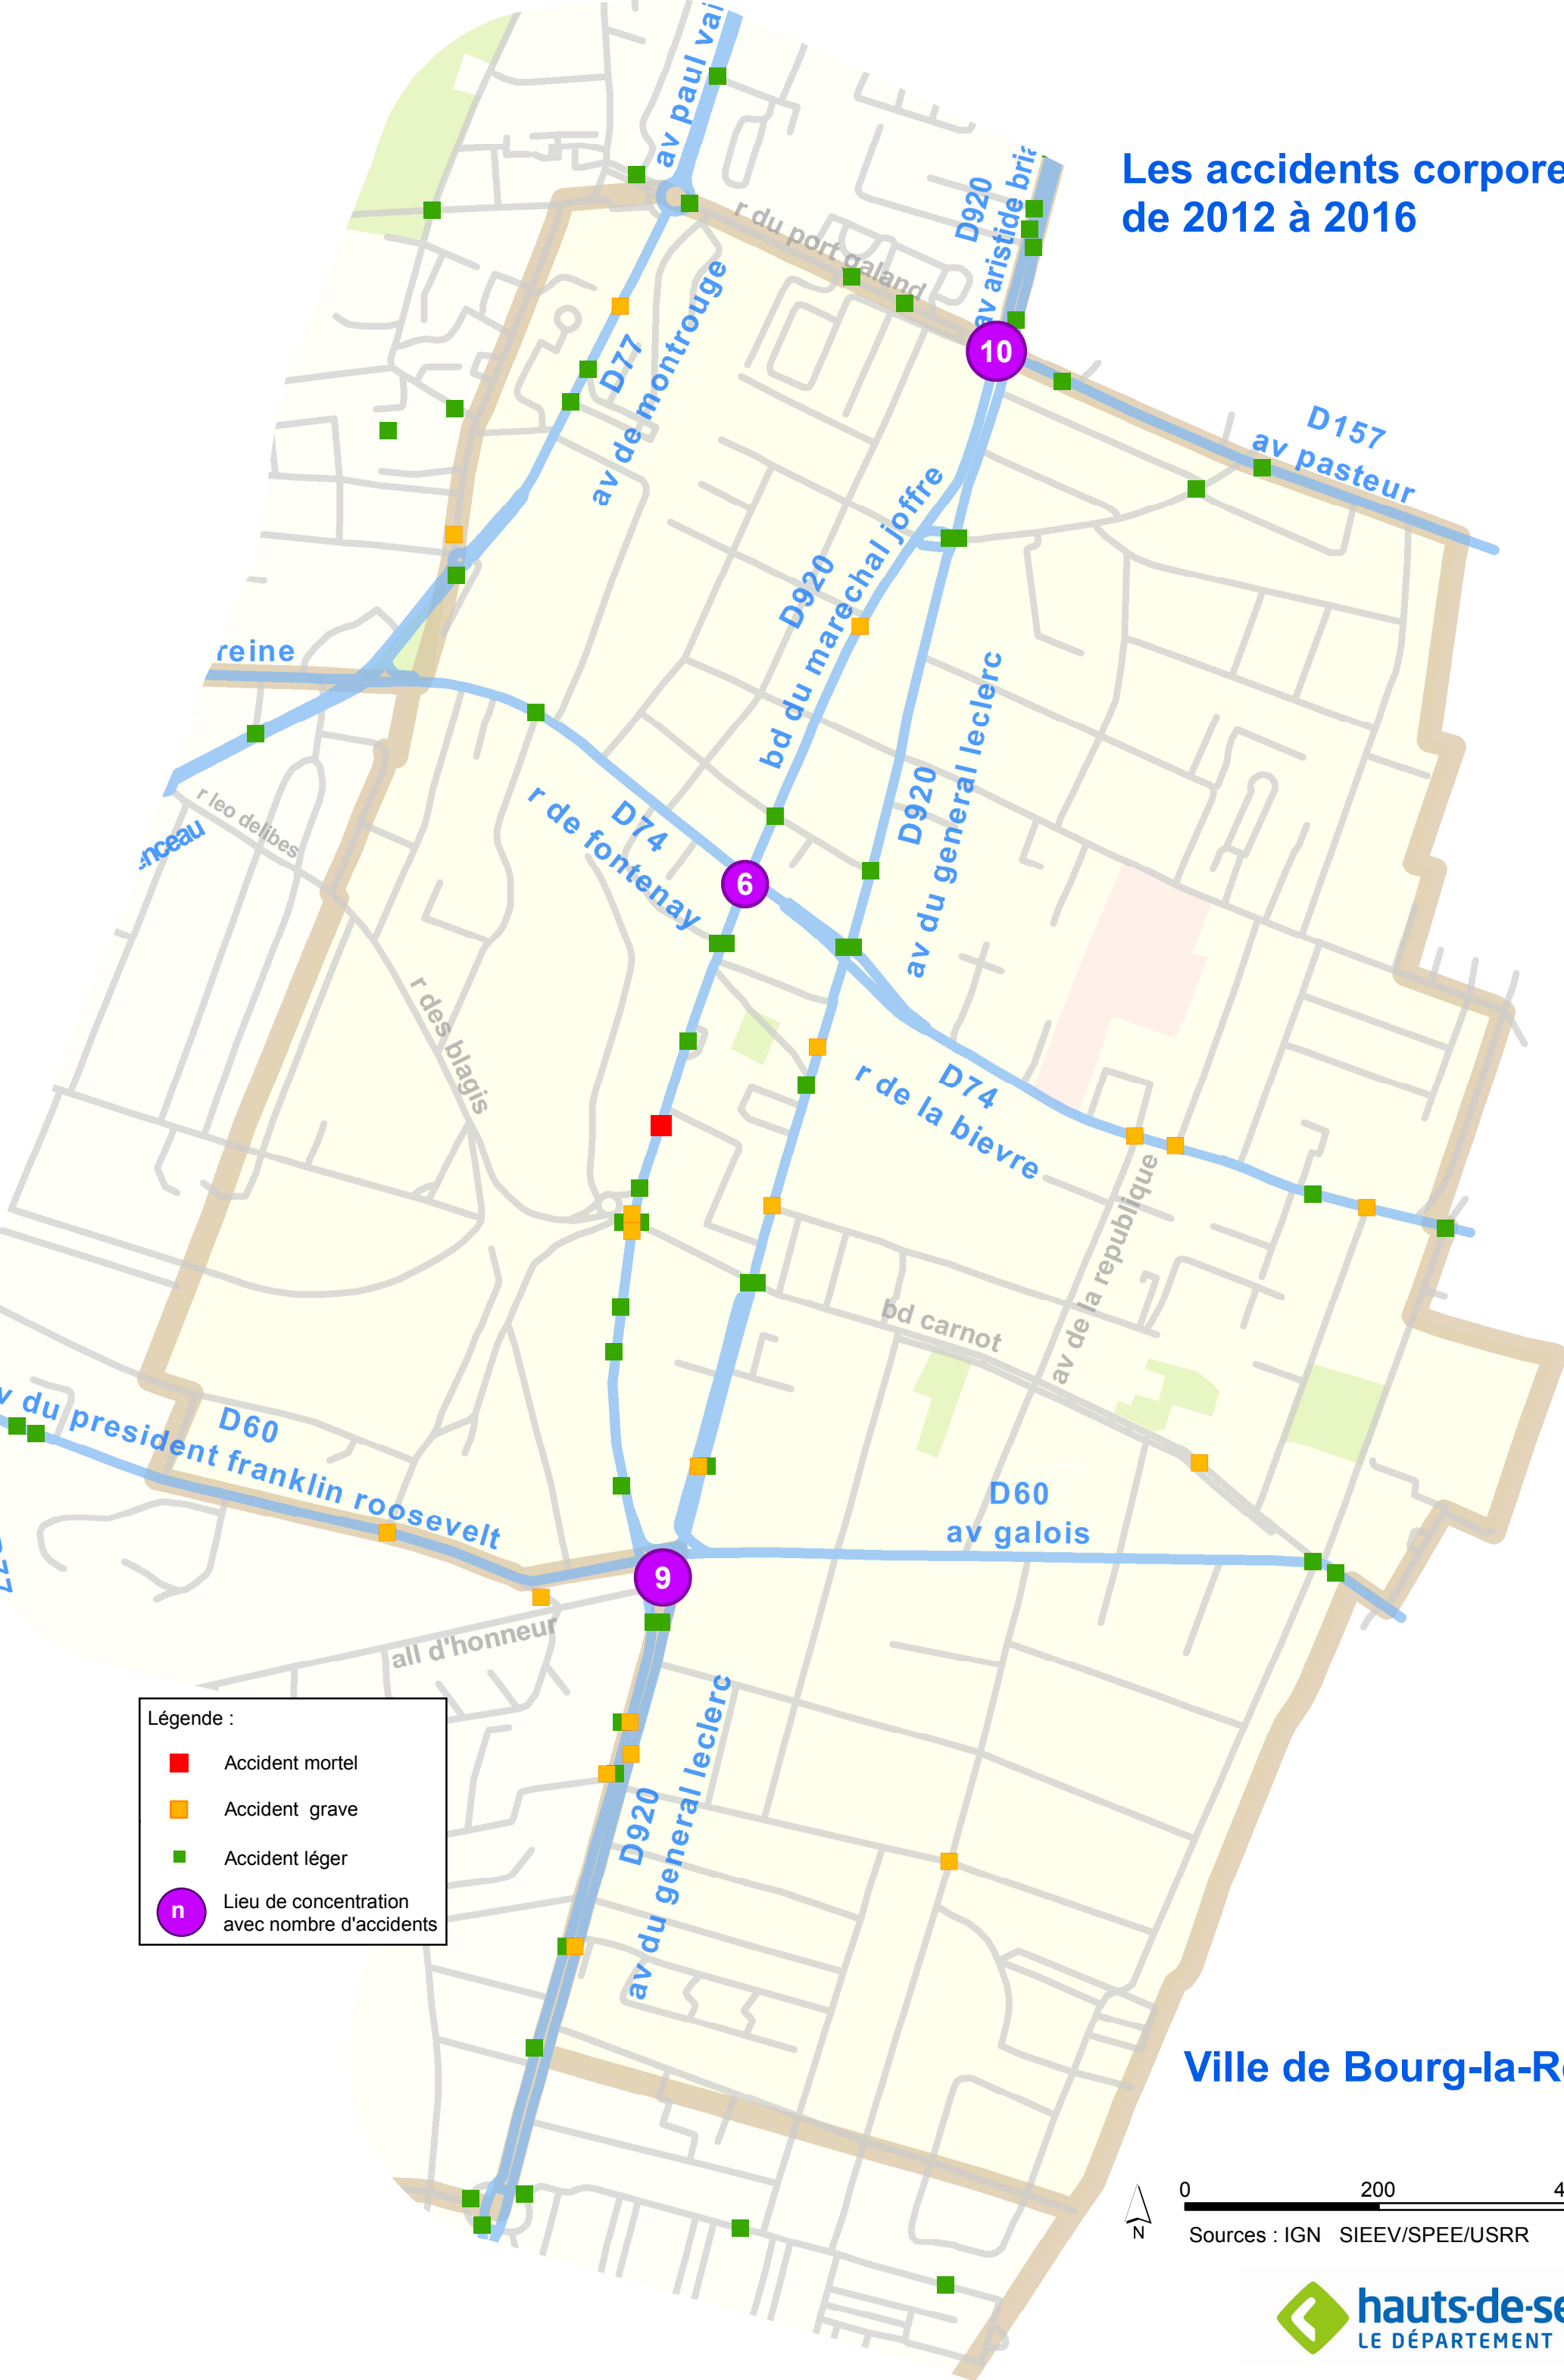 av paul vai
Les accidents corpore
de 2012 à 2016
D920
av aristide bria
r du port galand
D77
av de montrouge
D157
av pasteur
D920
bd du marechal joffre
10
reine
D920
av du general leclerc
r leo delibes
enceau
D74
r de fontenay
6
r des blagis
D74
r de la bievre
av de la republique
bd carnot
v du president franklin roosevelt
D60
D60
av galois
D77
9
all d'honneur
D920
av du general leclerc
Légende :
Accident mortel
Accident grave
Accident léger
n
Lieu de concentration
avec nombre d'accidents
Ville de Bourg-la-R
0 200 4
N
Sources : IGN SIEEV/SPEE/USRR
hauts-de-se
LE DÉPARTEMENT